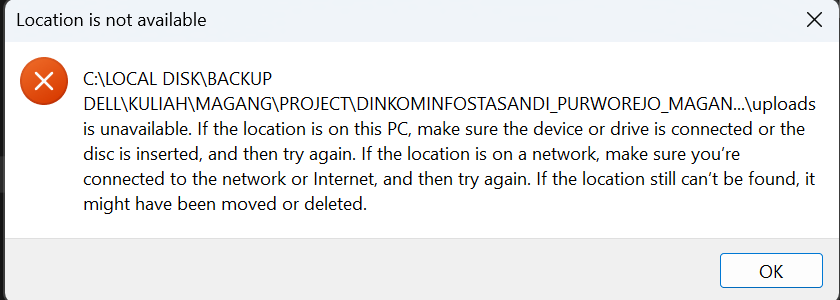 Location is not available
C:\LOCAL DISK\BACKUP
DELL\KULIAH\MAGANG\PROJECT\DINKOMINFOSTASANDI_PURWOREJO_MAGAN...\uploads
is unavailable. If the location is on this PC, make sure the device or drive is connected or the
disc is inserted, and then try again. If the location is on a network, make sure you’re
connected to the network or Internet, and then try again. If the location still can’t be found, it
might have been moved or deleted.
OK